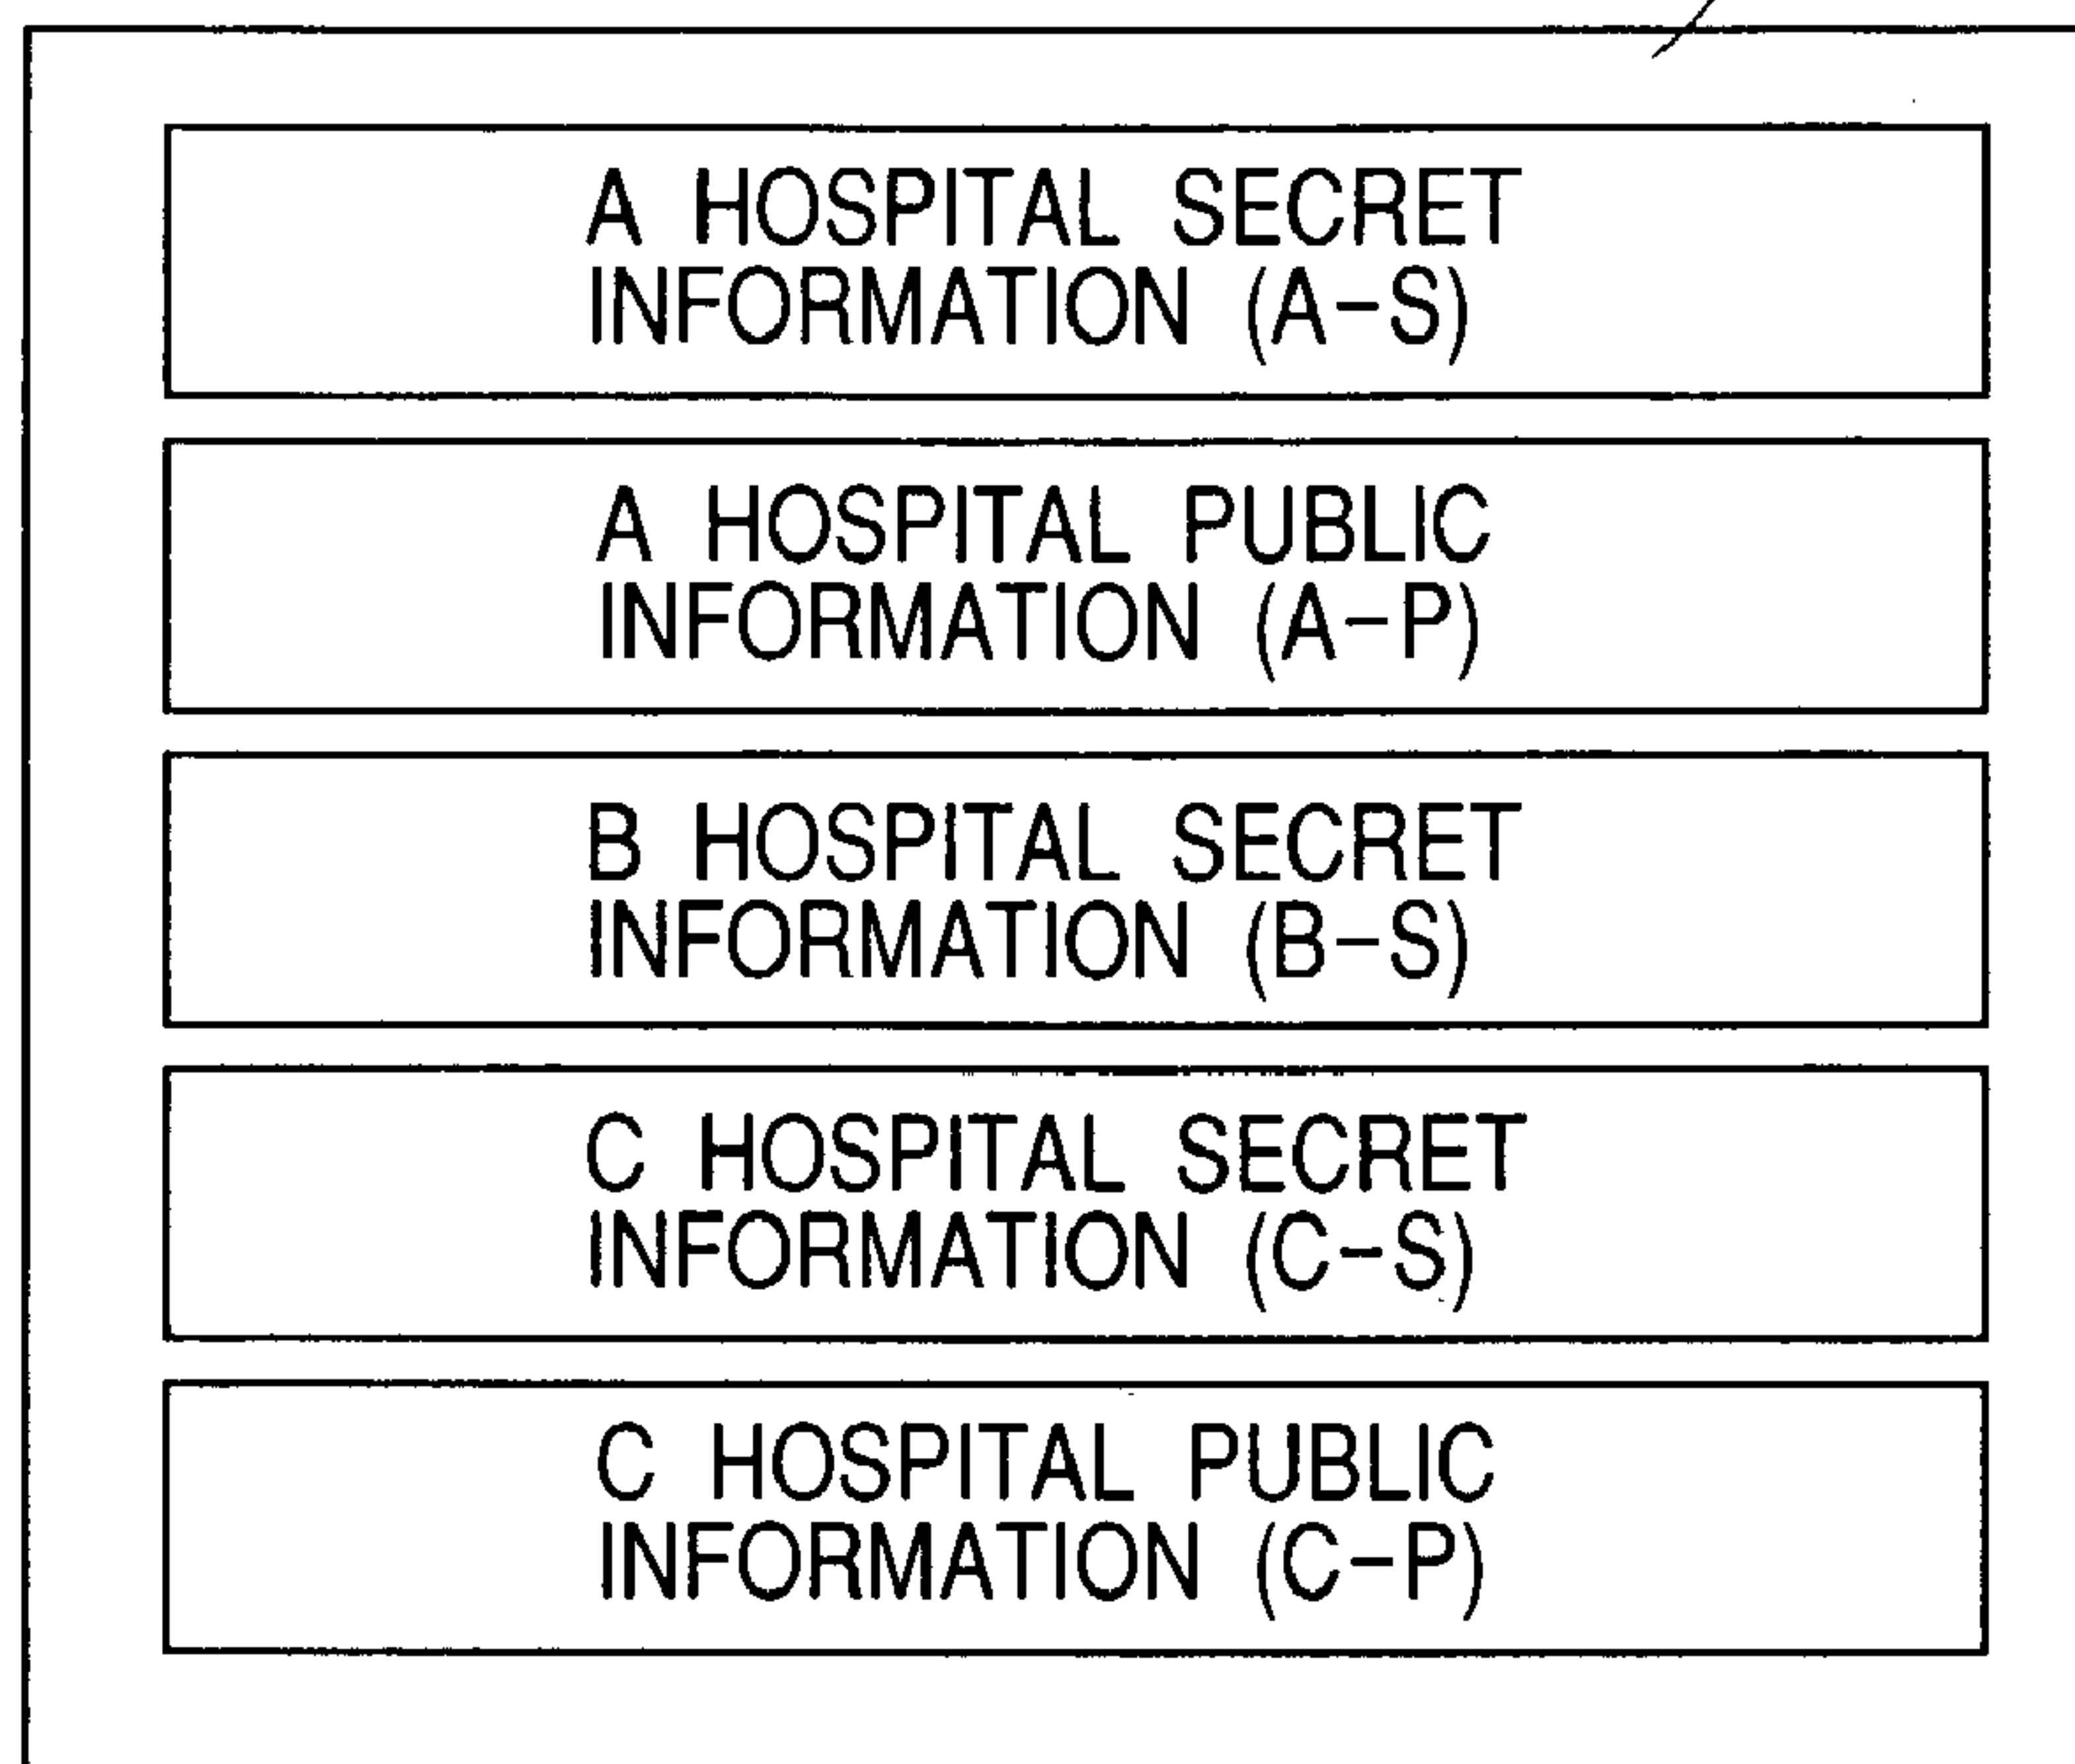 A HOSPITAL SECRET
INFORMATION (A-S)
A HOSPITAL PUBLIC
INFORMATION (A-P)
B HOSPITAL SECRET
INFORMATION (B-S)
C HOSPITAL SECRET
INFORMATION (C-S)
C HOSPITAL PUBLIC
INFORMATION (C-P)